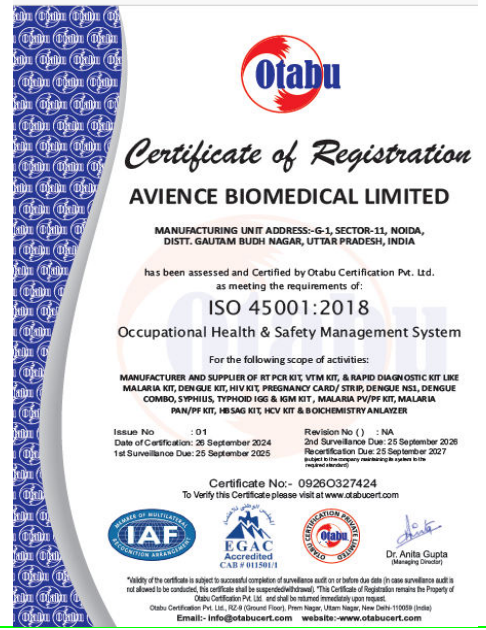 Otabu
Certificate of Registration
AVIENCE BIOMEDICAL LIMITED
MANUFACTURING UNIT ADDRESS:-G-1, SECTOR-11, NOIDA,
DISTT. GAUTAM BUDH NAGAR, UTTAR PRADESH, INDIA
has been assessed and Certified by Otabu Certification Pvt. Ltd.
as meeting the requirements of:
ISO 45001:2018
Occupational Health & Safety Management System
For the following scope of activities:
MANUFACTURER AND SUPPLIER OF RT PCR KIT, VTM KIT, & RAPID DIAGNOSTIC KIT LIKE
MALARIA KIT, DENGUE KIT, HIV KIT, PREGNANCY CARD/ STRIP, DENGUE NS1, DENGUE
COMBO, SYPHILIS, TYPHOID IGG & IGM KIT , MALARIA PV/PF KIT, MALARIA
PAN/PF KIT, HBSAG KIT, HCV KIT & BOICHEMISTRY ANLAYZER
Issue No : 01
Date of Certification: 26 September 2024
1st Surveillance Due: 25 September 2025
Revision No ( ) : NA
2nd Surveillance Due: 25 September 2026
Recertification Due: 25 September 2027
(subject to the company maintaining its system to the
required standard)
Certificate No:- 0926O327424
To Verify this Certificate please visit at www.otabucert.com
MEMBER OF MULTILATERAL
IAF
RECOGNITION ARRANGEMENT
EGAC
Accredited
CAB # 011501/1
OTABU CERTIFICATION PRIVATE LIMITED
Otabu
Dr. Anita Gupta
(Managing Director)
*Validity of the certificate is subject to successful completion of surveillance audit on or before due date (in case surveillance audit is
not allowed to be conducted, this certificate shall be suspended/withdrawal). *This Certificate of Registration remains the Property of
Otabu Certification Pvt. Ltd. and shall be returned immediately upon request.
Otabu Certification Pvt. Ltd., RZ-9 (Ground Floor), Prem Nagar, Uttam Nagar, New Delhi-110059 (India)
Email:- info@otabucert.com website:-www.otabucert.com